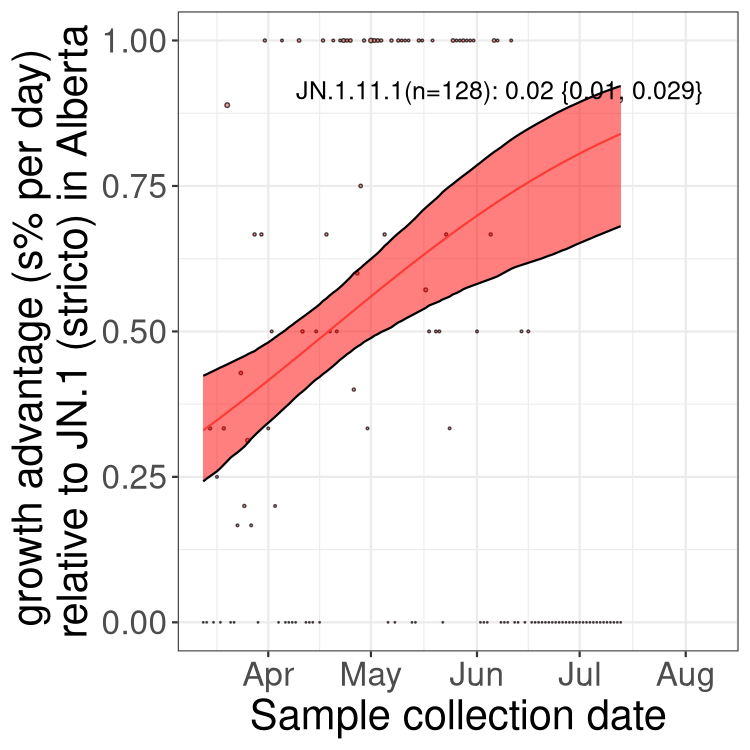 growth advantage (s% per day)
relative to JN.1 (stricto) in Alberta
1.00
0.75
0.50
0.25
0.00
JN.1.11.1(n=128): 0.02 {0.01, 0.029}
Apr May Jun Jul Aug
Sample collection date